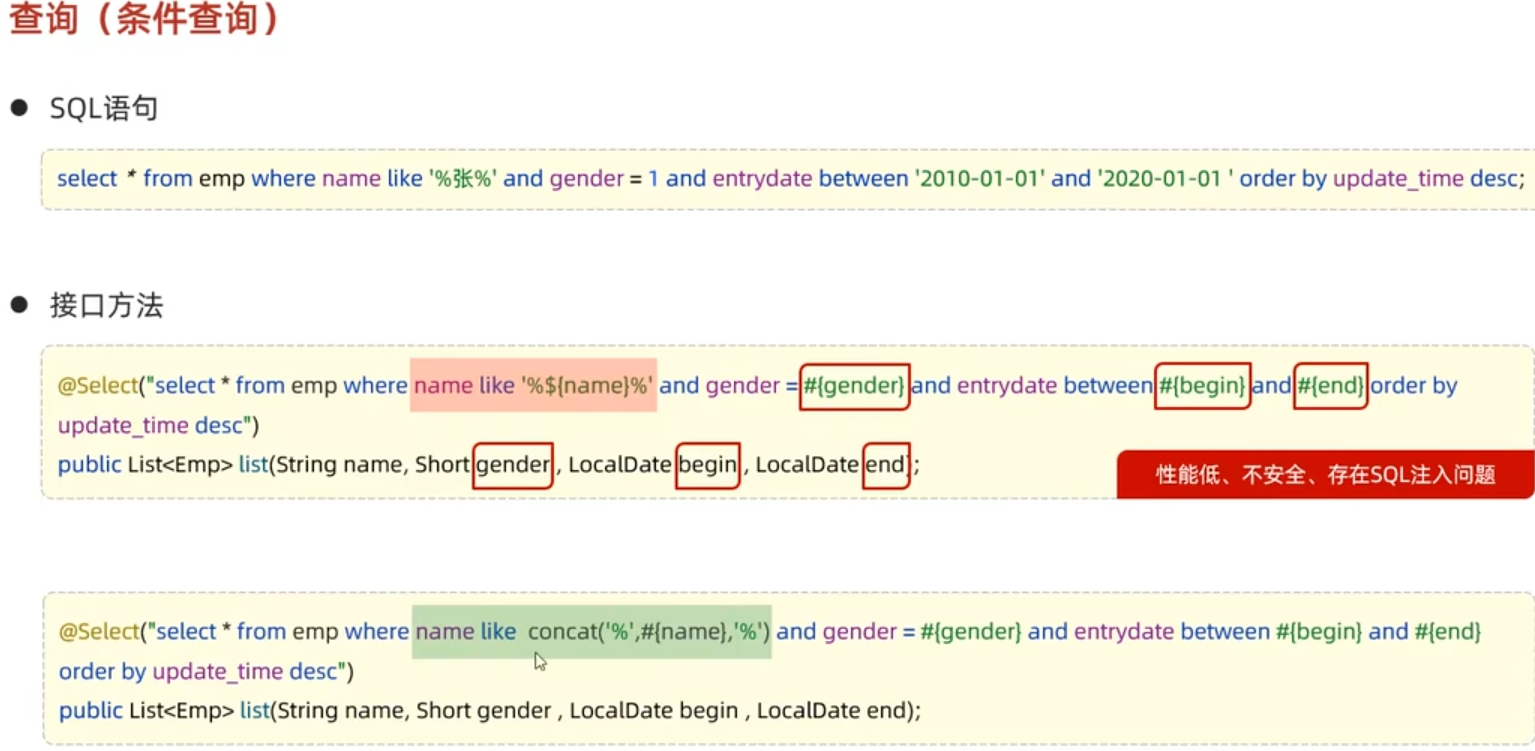 查询（条件查询）
● SQL语句
select * from emp where name like '%张%' and gender = 1 and entrydate between '2010-01-01' and '2020-01-01 ' order by update_time desc;
● 接口方法
@Select("select * from emp where name like '%${name}%' and gender = #{gender} and entrydate between #{begin} and #{end} order by
update_time desc")
public List<Emp> list(String name, Short gender , LocalDate begin , LocalDate end);
性能低、不安全、存在SQL注入问题
@Select("select * from emp where name like concat('%',#{name},'%') and gender = #{gender} and entrydate between #{begin} and #{end}
order by update_time desc")
public List<Emp> list(String name, Short gender , LocalDate begin , LocalDate end);